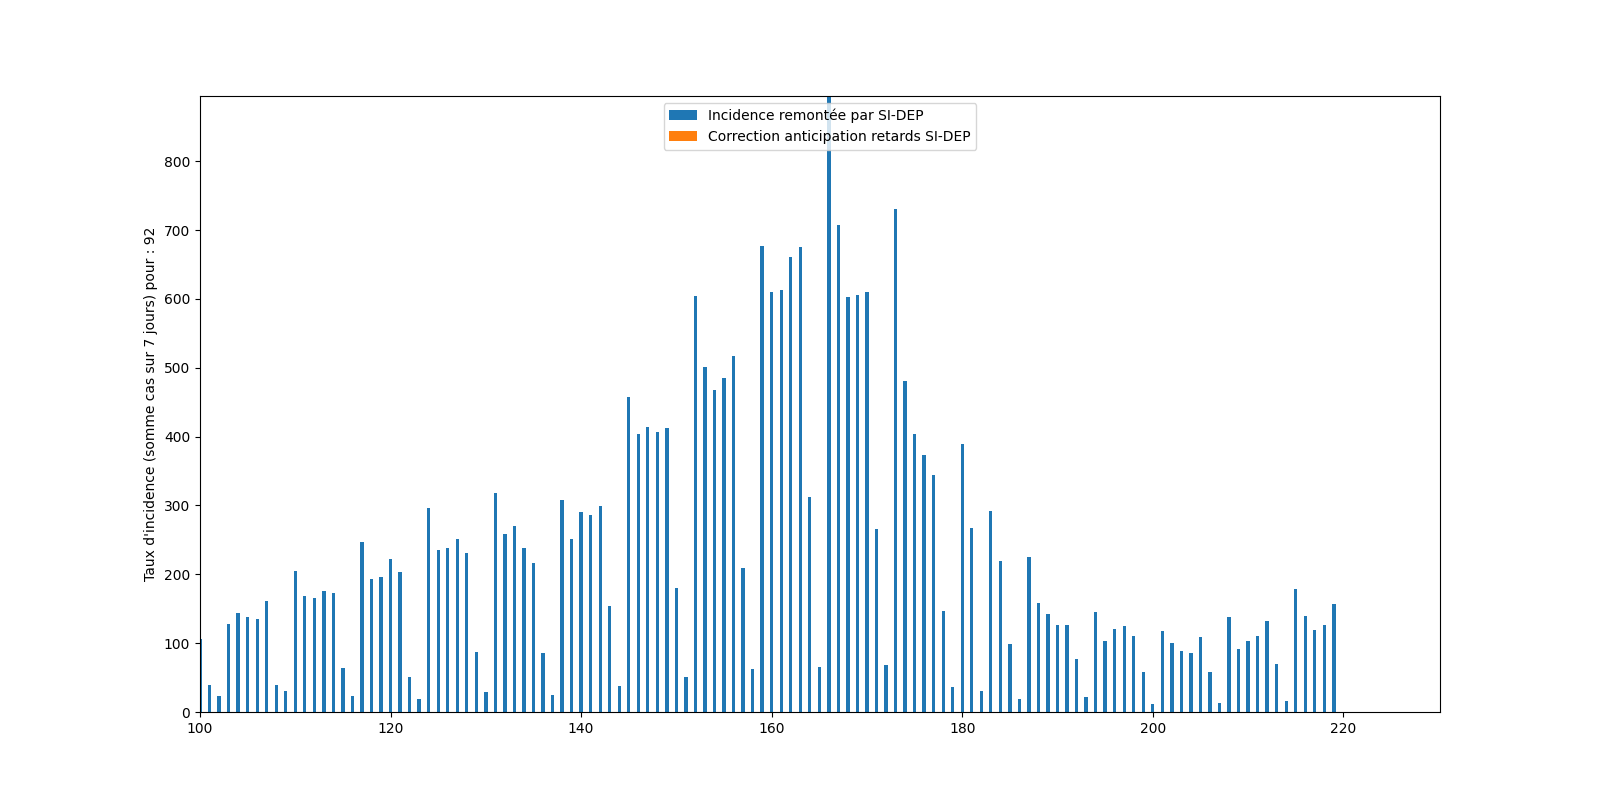 Incidence remontée par SI-DEP
Correction anticipation retards SI-DEP
Taux d'incidence (somme cas sur 7 jours) pour : 92
800
700
600
500
400
300
200
100
0
100 120 140 160 180 200 220